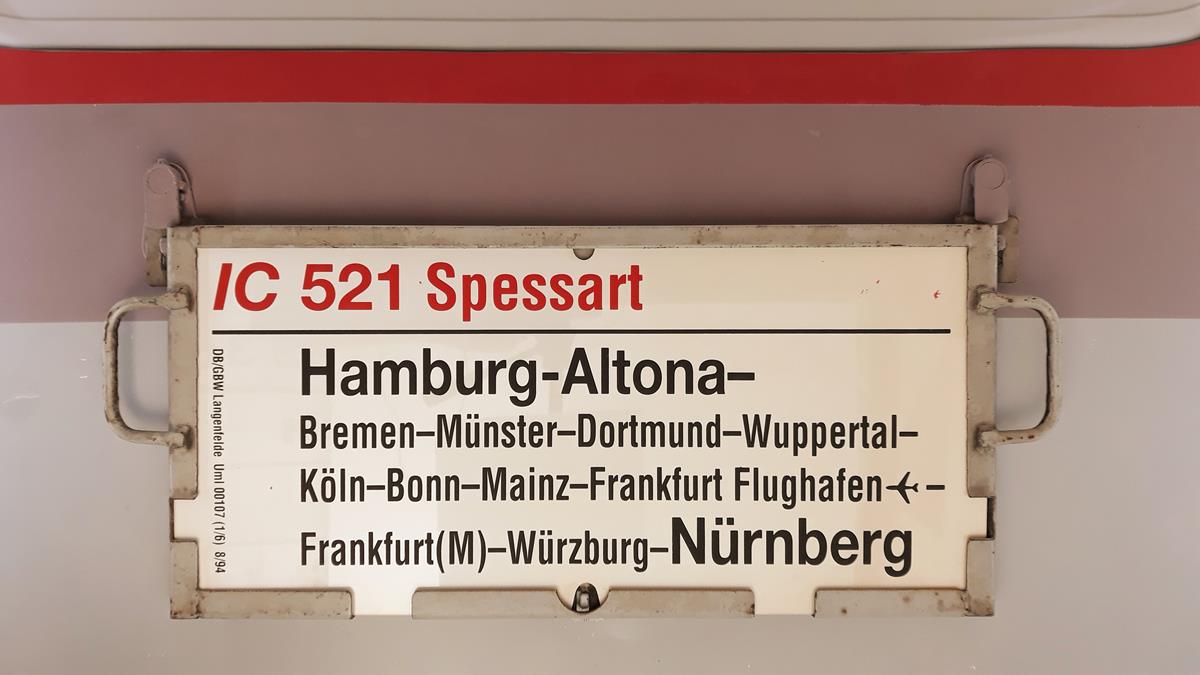 IC 521 Spessart
Hamburg-Altona–
Bremen–Münster–Dortmund–Wuppertal–
Köln–Bonn–Mainz–Frankfurt Flughafen✈–
Frankfurt(M)–Würzburg–Nürnberg
DB/GBW Langenfelde Uml 00107 (1/6) 8/94